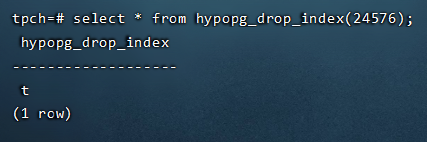 tpch=# select * from hypopg_drop_index(24576);
 hypopg_drop_index
-------------------
 t
(1 row)